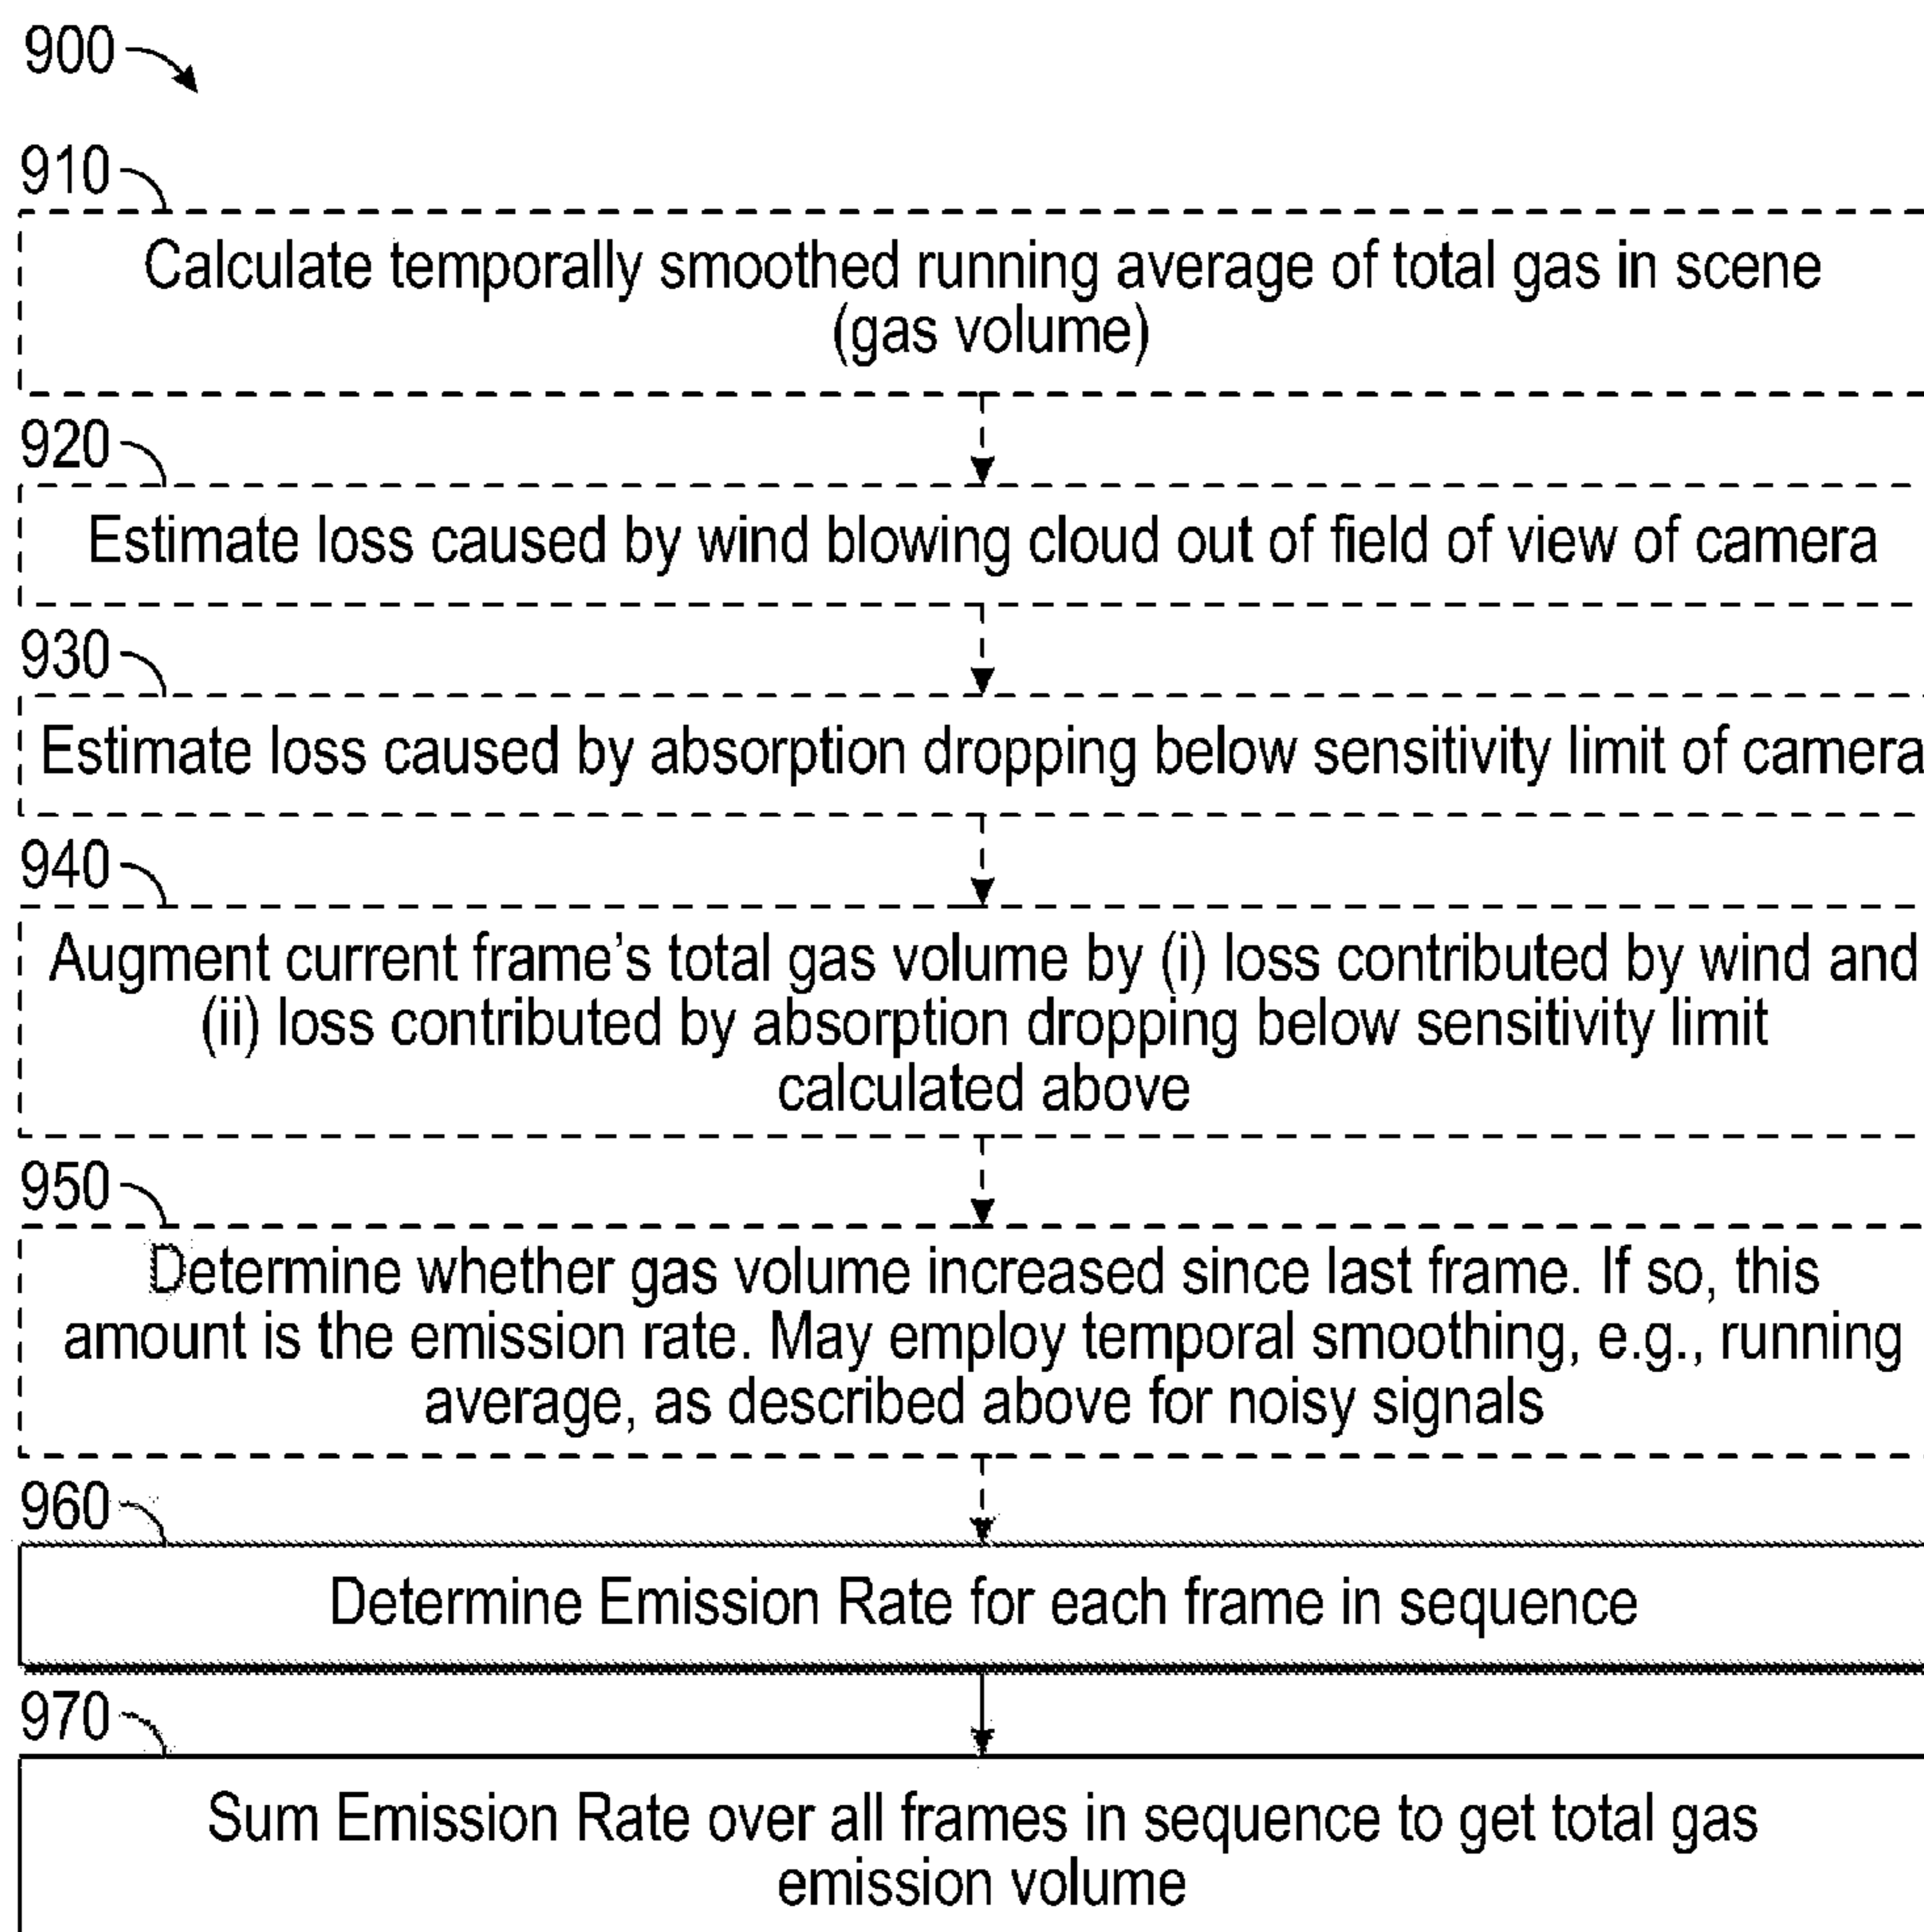 900
910
Calculate temporally smoothed running average of total gas in scene
(gas volume)
920
Estimate loss caused by wind blowing cloud out of field of view of camera
930
Estimate loss caused by absorption dropping below sensitivity limit of camera
940
Augment current frame's total gas volume by (i) loss contributed by wind and
(ii) loss contributed by absorption dropping below sensitivity limit
calculated above
950
Determine whether gas volume increased since last frame. If so, this
amount is the emission rate. May employ temporal smoothing, e.g., running
average, as described above for noisy signals
960
Determine Emission Rate for each frame in sequence
970
Sum Emission Rate over all frames in sequence to get total gas
emission volume